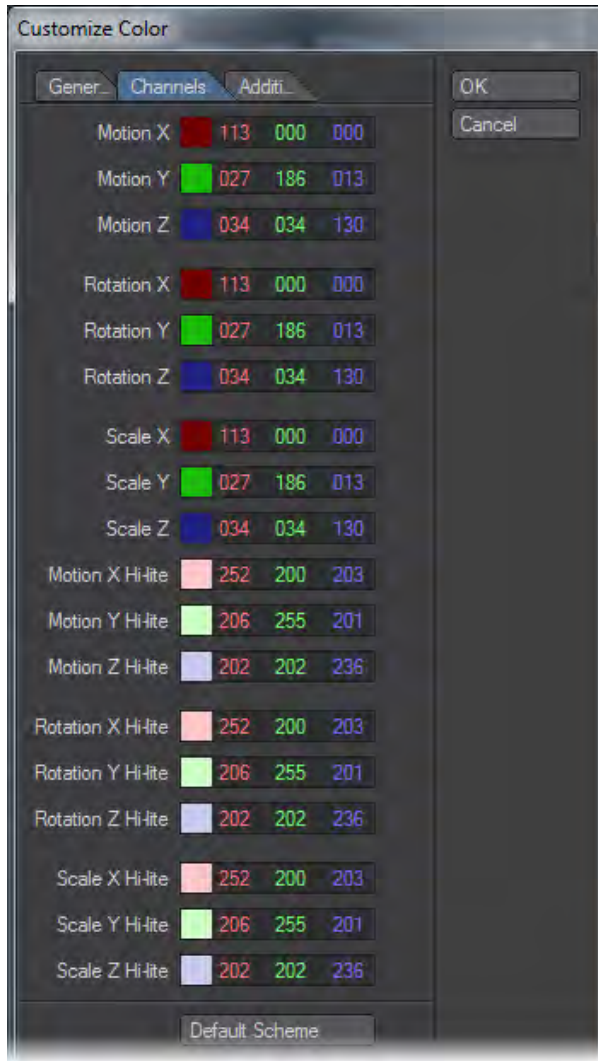 Customize Color
Gener... Channels Additi...
OK
Cancel
Motion X 113 000 000
Motion Y 027 186 013
Motion Z 034 034 130
Rotation X 113 000 000
Rotation Y 027 186 013
Rotation Z 034 034 130
Scale X 113 000 000
Scale Y 027 186 013
Scale Z 034 034 130
Motion X Hi-lite 252 200 203
Motion Y Hi-lite 206 255 201
Motion Z Hi-lite 202 202 236
Rotation X Hi-lite 252 200 203
Rotation Y Hi-lite 206 255 201
Rotation Z Hi-lite 202 202 236
Scale X Hi-lite 252 200 203
Scale Y Hi-lite 206 255 201
Scale Z Hi-lite 202 202 236
Default Scheme